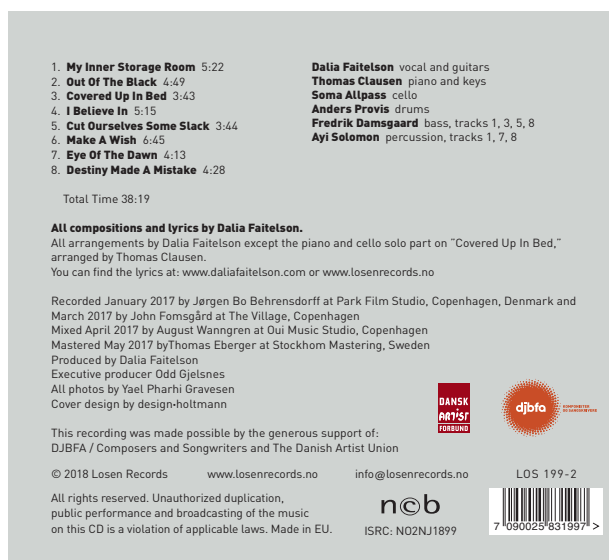 1. My Inner Storage Room 5:22
2. Out Of The Black 4:49
3. Covered Up In Bed 3:43
4. I Believe In 5:15
5. Cut Ourselves Some Slack 3:44
6. Make A Wish 6:45
7. Eye Of The Dawn 4:13
8. Destiny Made A Mistake 4:28
Total Time 38:19
Dalia Faitelson vocal and guitars
Thomas Clausen piano and keys
Soma Allpass cello
Anders Provis drums
Fredrik Damsgaard bass, tracks 1, 3, 5, 8
Ayi Solomon percussion, tracks 1, 7, 8
All compositions and lyrics by Dalia Faitelson.
All arrangements by Dalia Faitelson except the piano and cello solo part on “Covered Up In Bed,”
arranged by Thomas Clausen.
You can find the lyrics at: www.daliafaitelson.com or www.losenrecords.no
Recorded January 2017 by Jørgen Bo Behrensdorff at Park Film Studio, Copenhagen, Denmark and
March 2017 by John Fomsgård at The Village, Copenhagen
Mixed April 2017 by August Wanngren at Oui Music Studio, Copenhagen
Mastered May 2017 byThomas Eberger at Stockhom Mastering, Sweden
Produced by Dalia Faitelson
Executive producer Odd Gjelsnes
All photos by Yael Pharhi Gravesen
Cover design by design•holtmann
DANSK
ARTIST
FORBUND
djbfa
KOMPONISTER
OG SANGSKRIVERE
This recording was made possible by the generous support of:
DJBFA / Composers and Songwriters and The Danish Artist Union
© 2018 Losen Records www.losenrecords.no info@losenrecords.no LOS 199-2
All rights reserved. Unauthorized duplication,
public performance and broadcasting of the music
on this CD is a violation of applicable laws. Made in EU.
n©b
ISRC: NO2NJ1899
7 090025 831997 >